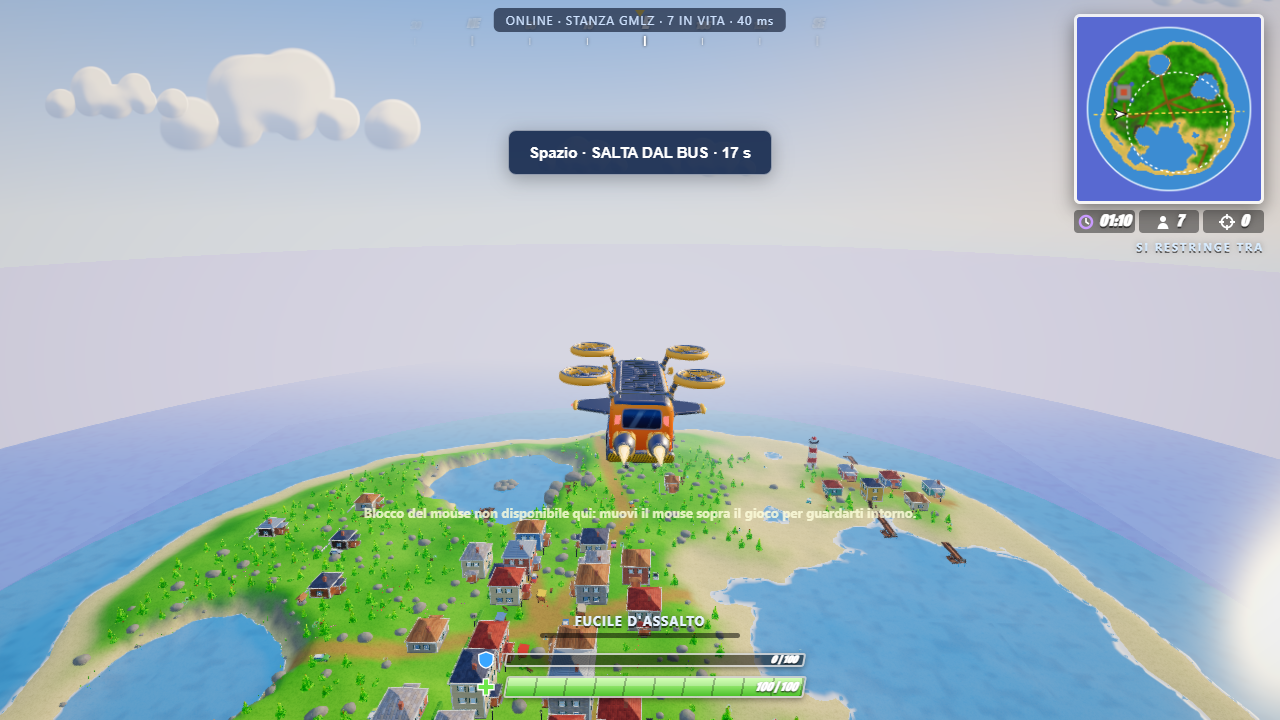 ONLINE · STANZA GMLZ · 7 IN VITA · 40 ms
Spazio · SALTA DAL BUS · 17 s
01:10 7 0
SI RESTRINGE TRA
Blocco del mouse non disponibile qui: muovi il mouse sopra il gioco per guardarti intorno.
FUCILE D'ASSALTO
0/100
100/100